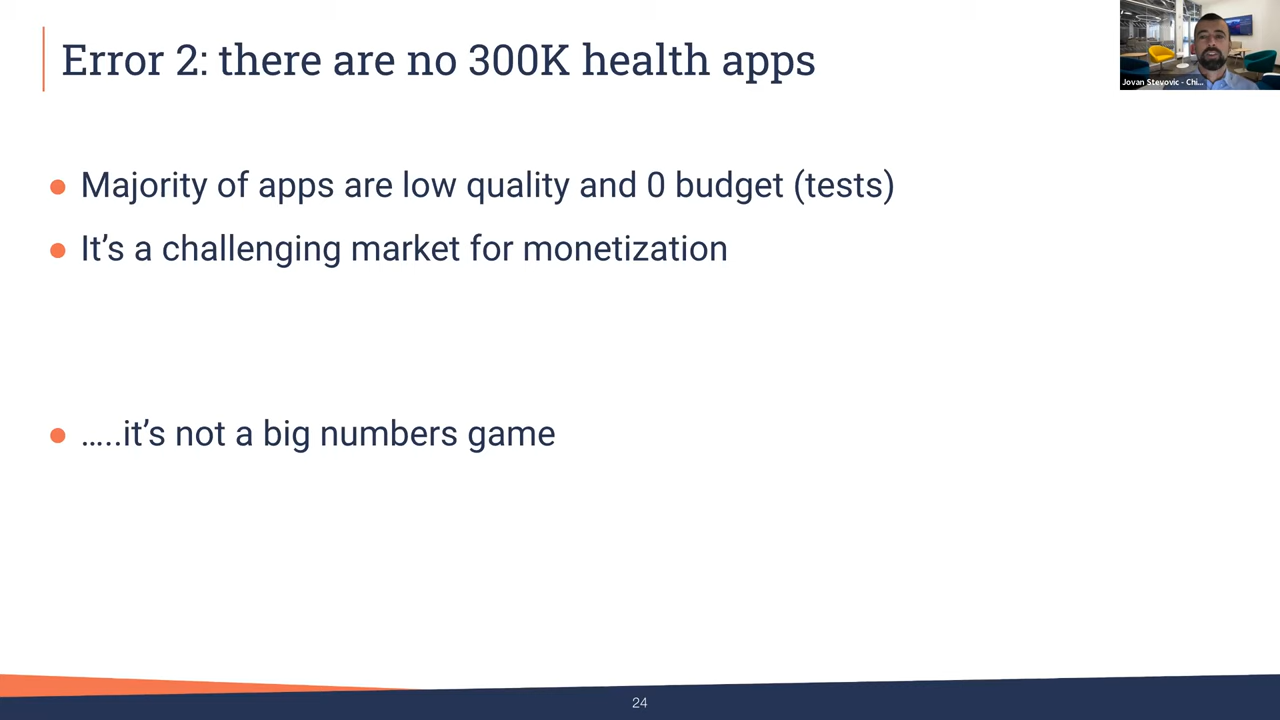 Error 2: there are no 300K health apps
Jovan Stevovic - Chi...
● Majority of apps are low quality and 0 budget (tests)
● It’s a challenging market for monetization
● …..it’s not a big numbers game
24